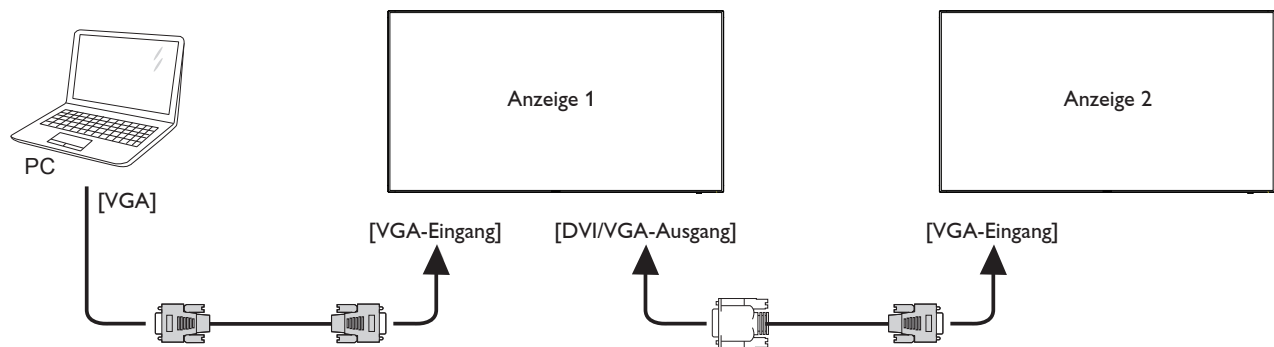 Anzeige 1
Anzeige 2
PC
[VGA]
[VGA-Eingang]
[DVI/VGA-Ausgang]
[VGA-Eingang]